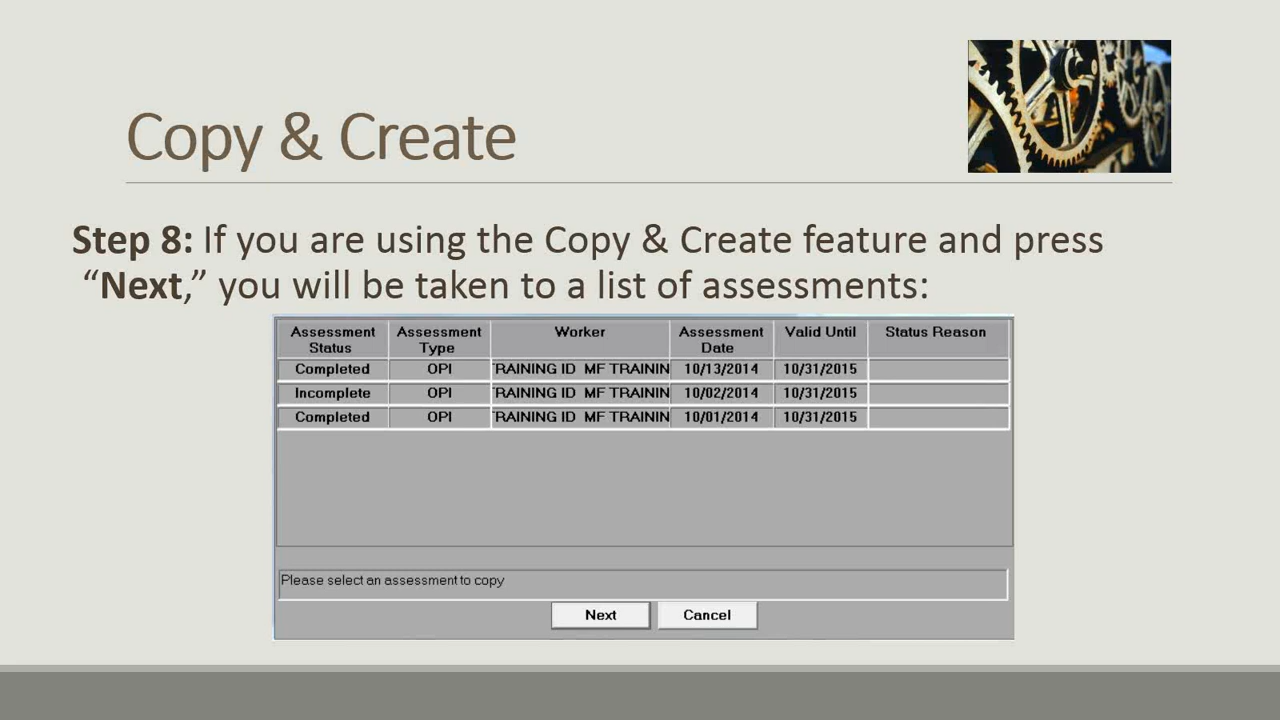 Copy & Create
Step 8: If you are using the Copy & Create feature and press
“Next,” you will be taken to a list of assessments:
Assessment Status Assessment Type Worker Assessment Date Valid Until Status Reason
Completed OPI TRAINING ID MF TRAININ 10/13/2014 10/31/2015
Incomplete OPI TRAINING ID MF TRAININ 10/02/2014 10/31/2015
Completed OPI TRAINING ID MF TRAININ 10/01/2014 10/31/2015
Please select an assessment to copy
Next Cancel